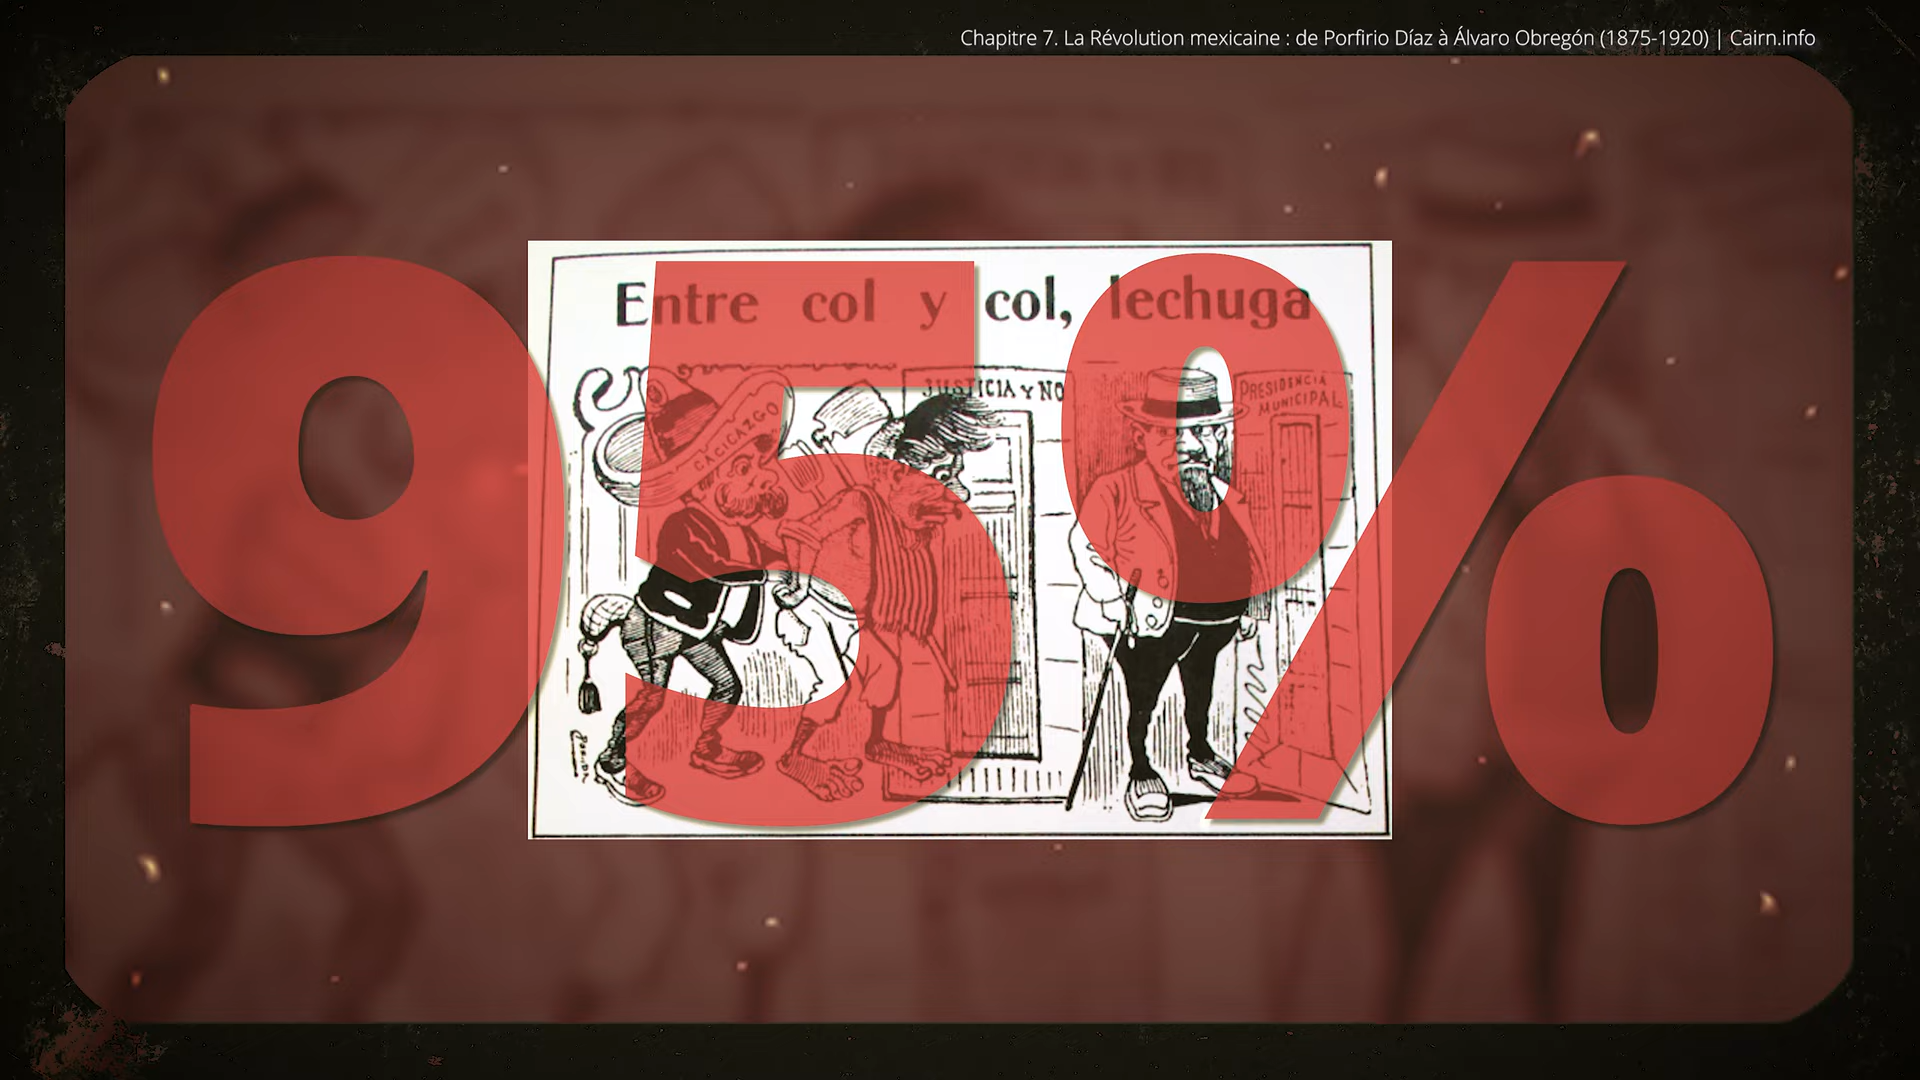 Chapitre 7. La Révolution mexicaine : de Porfirio Díaz à Álvaro Obregón (1875-1920) | Cairn.info
95%
Entre col y col, lechuga
JUSTICIA Y NO
PRESIDENCIA
MUNICIPAL
CACICAZGO